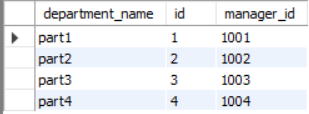 department_name id manager_id
part1 1 1001
part2 2 1002
part3 3 1003
part4 4 1004